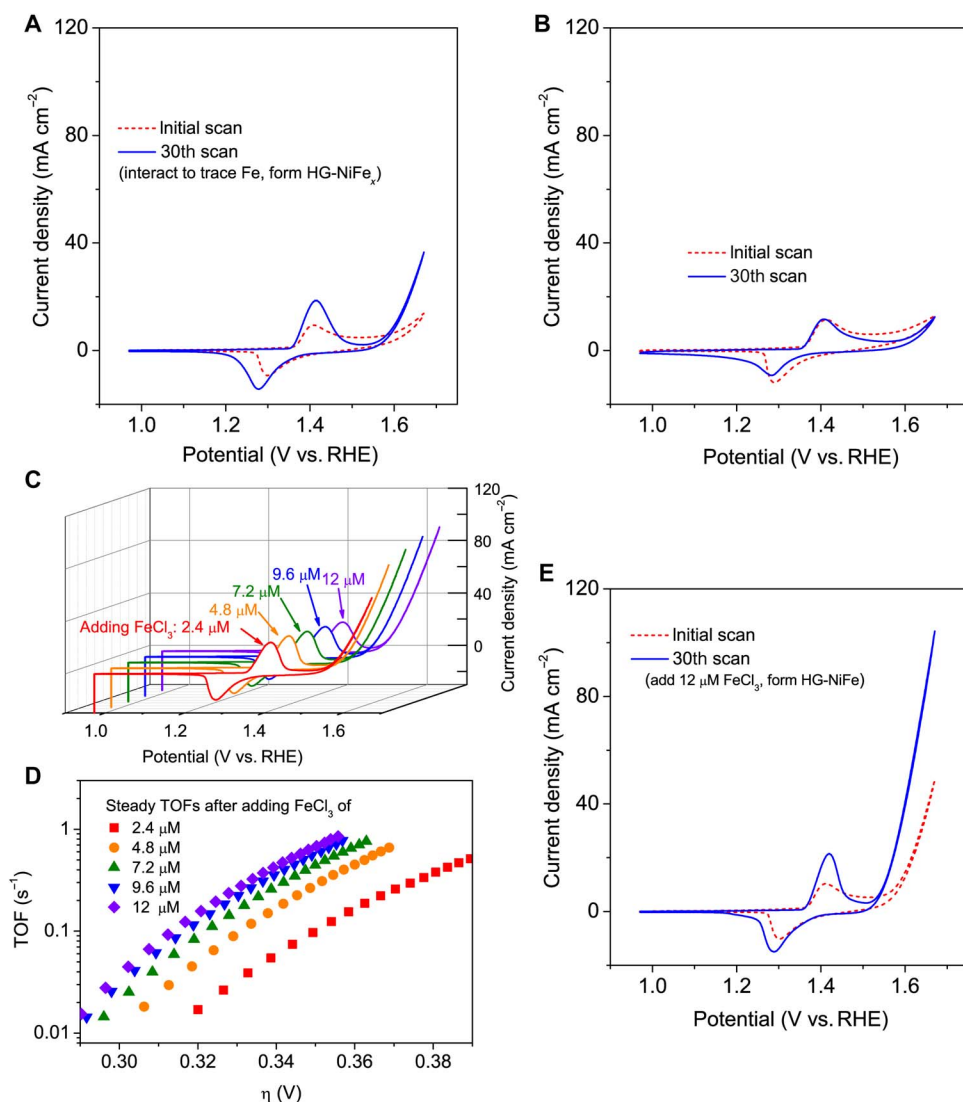 A
120
80
40
0
Current density (mA cm⁻²)
Initial scan
30th scan
(interact to trace Fe, form HG-NiFeₓ)
1.0 1.2 1.4 1.6
Potential (V vs. RHE)
B
120
80
40
0
Current density (mA cm⁻²)
Initial scan
30th scan
1.0 1.2 1.4 1.6
Potential (V vs. RHE)
C
120
80
40
0
Current density (mA cm⁻²)
12 μM
9.6 μM
7.2 μM
4.8 μM
Adding FeCl₃: 2.4 μM
1.0 1.2 1.4 1.6
Potential (V vs. RHE)
D
Steady TOFs after adding FeCl₃ of
2.4 μM
4.8 μM
7.2 μM
9.6 μM
12 μM
1
0.1
0.01
TOF (s⁻¹)
0.30 0.32 0.34 0.36 0.38
η (V)
E
120
80
40
0
Current density (mA cm⁻²)
Initial scan
30th scan
(add 12 μM FeCl₃, form HG-NiFe)
1.0 1.2 1.4 1.6
Potential (V vs. RHE)